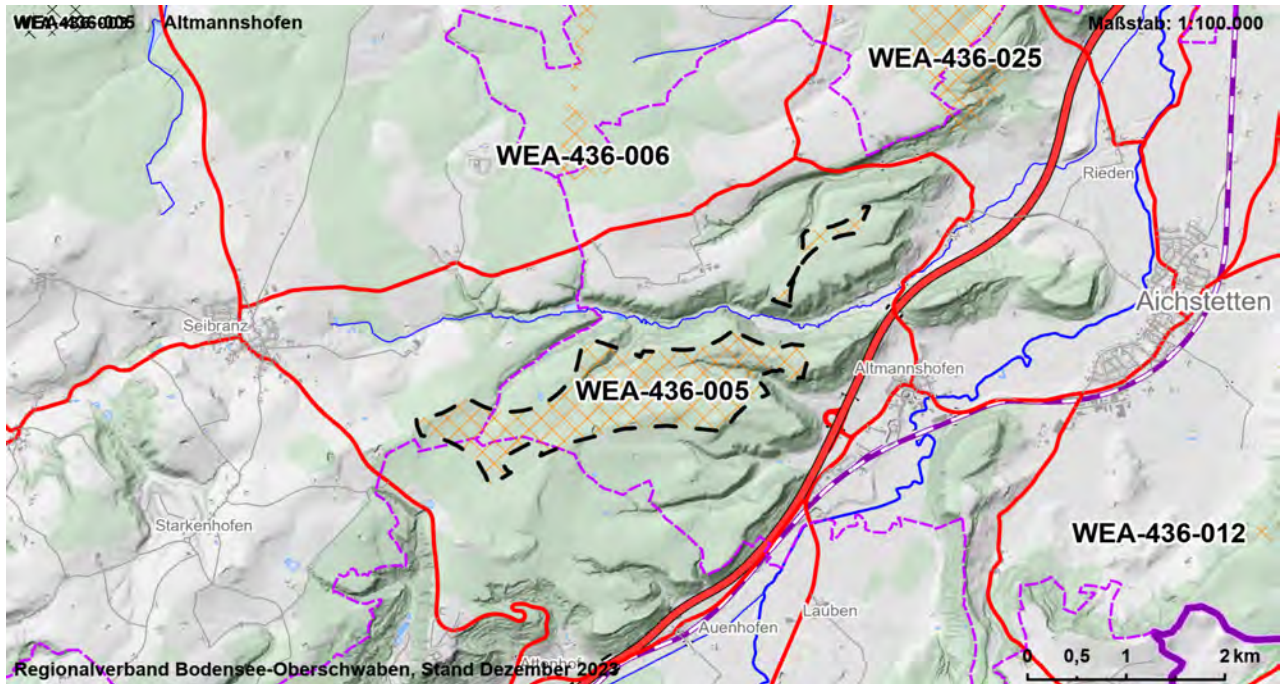 WEA-436-005 Altmannshofen
Maßstab: 1:100.000
WEA-436-025
WEA-436-006
Rieden
Aichstetten
Seibranz
Altmannshofen
WEA-436-005
Starkenhofen
WEA-436-012
Lauben
Auenhofen
0 0,5 1 2 km
Regionalverband Bodensee-Oberschwaben, Stand Dezember 2023